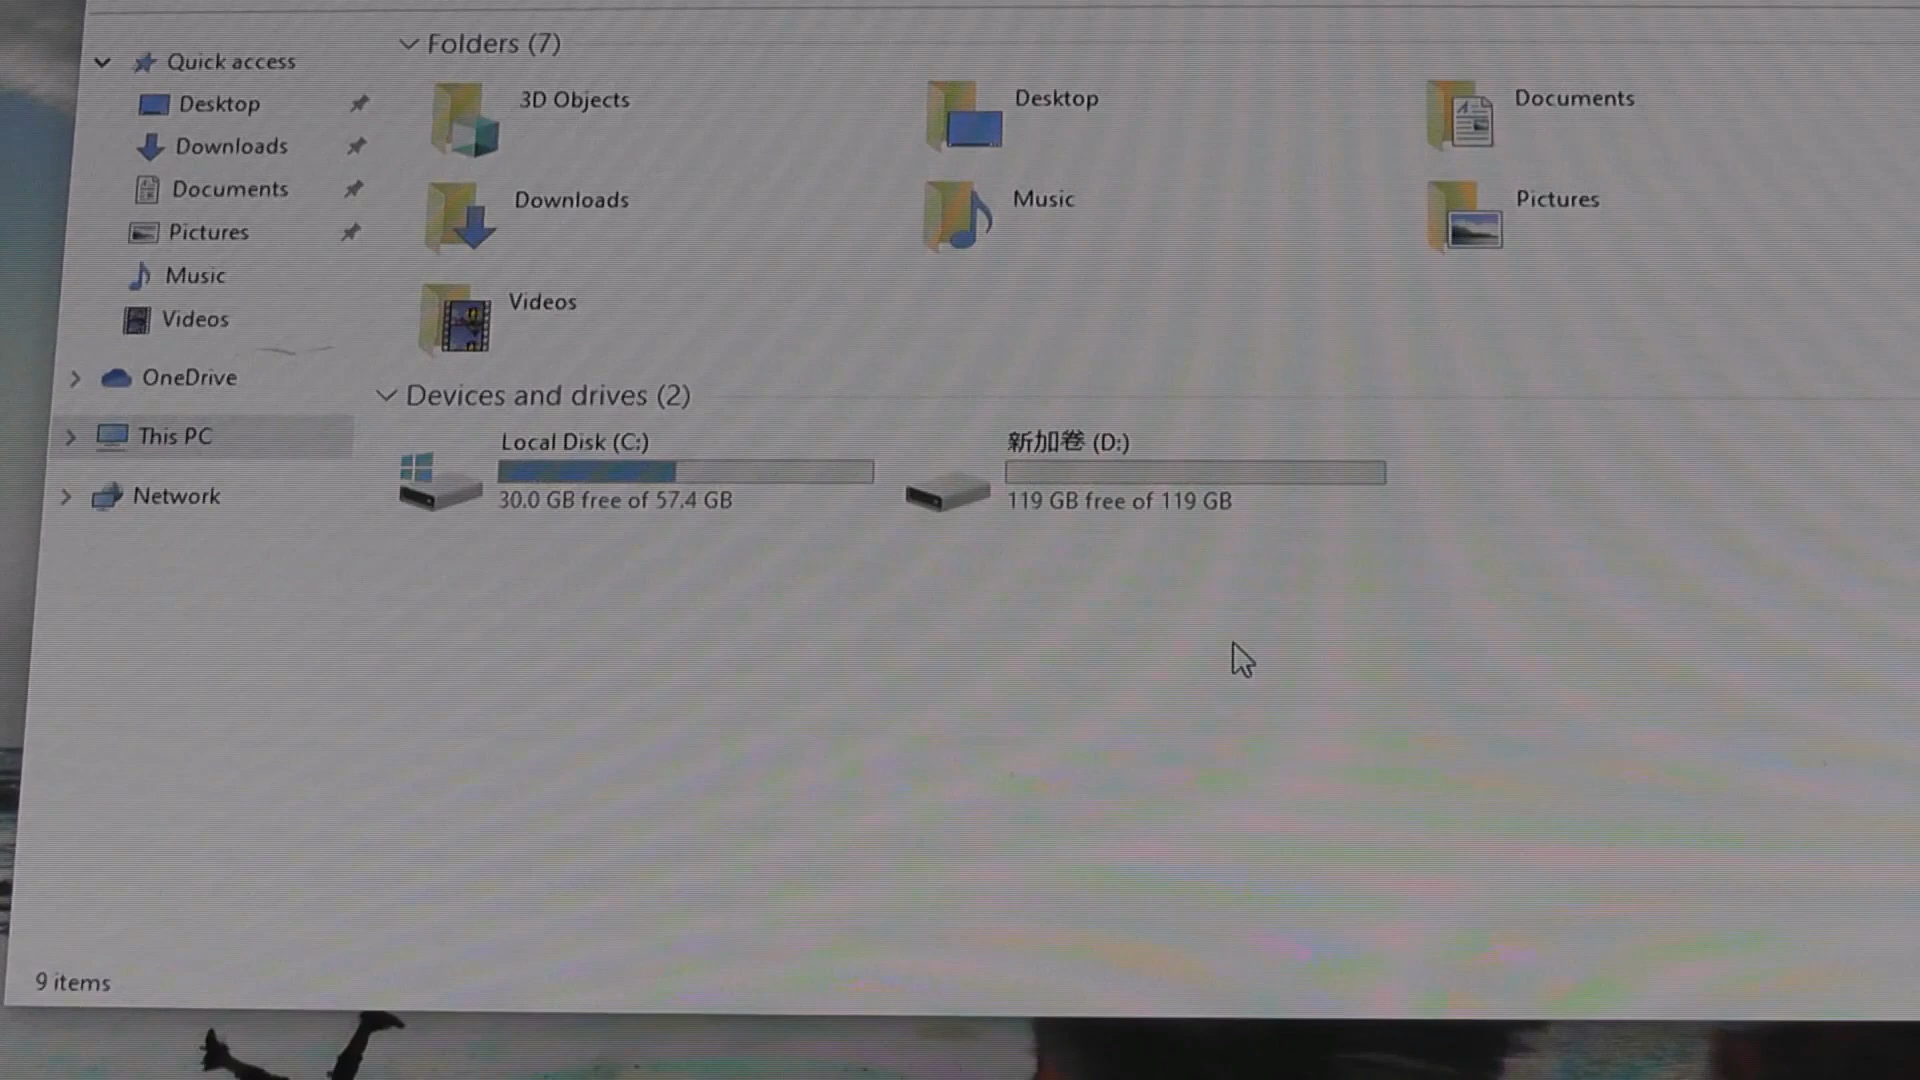 Quick access
Desktop
Downloads
Documents
Pictures
Music
Videos
OneDrive
This PC
Network
Folders (7)
3D Objects
Desktop
Documents
Downloads
Music
Pictures
Videos
Devices and drives (2)
Local Disk (C:)
30.0 GB free of 57.4 GB
新加卷 (D:)
119 GB free of 119 GB
9 items